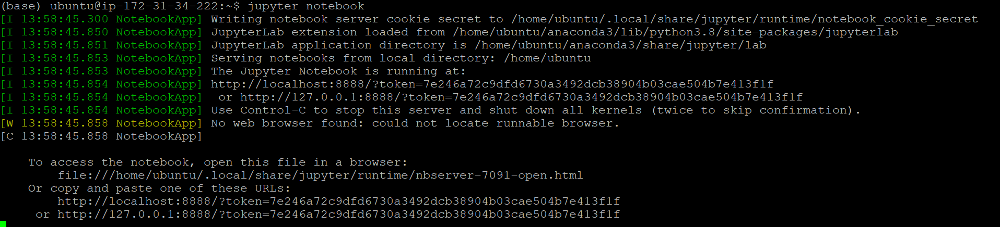 (base) ubuntu@ip-172-31-34-222:~$ jupyter notebook
[I 13:58:45.300 NotebookApp] Writing notebook server cookie secret to /home/ubuntu/.local/share/jupyter/runtime/notebook_cookie_secret
[I 13:58:45.850 NotebookApp] JupyterLab extension loaded from /home/ubuntu/anaconda3/lib/python3.8/site-packages/jupyterlab
[I 13:58:45.851 NotebookApp] JupyterLab application directory is /home/ubuntu/anaconda3/share/jupyter/lab
[I 13:58:45.853 NotebookApp] Serving notebooks from local directory: /home/ubuntu
[I 13:58:45.853 NotebookApp] The Jupyter Notebook is running at:
[I 13:58:45.854 NotebookApp] http://localhost:8888/?token=7e246a72c9dfd6730a3492dcb38904b03cae504b7e413f1f
[I 13:58:45.854 NotebookApp]  or http://127.0.0.1:8888/?token=7e246a72c9dfd6730a3492dcb38904b03cae504b7e413f1f
[I 13:58:45.854 NotebookApp] Use Control-C to stop this server and shut down all kernels (twice to skip confirmation).
[W 13:58:45.858 NotebookApp] No web browser found: could not locate runnable browser.
[C 13:58:45.858 NotebookApp]
To access the notebook, open this file in a browser:
file:///home/ubuntu/.local/share/jupyter/runtime/nbserver-7091-open.html
Or copy and paste one of these URLs:
http://localhost:8888/?token=7e246a72c9dfd6730a3492dcb38904b03cae504b7e413f1f
or http://127.0.0.1:8888/?token=7e246a72c9dfd6730a3492dcb38904b03cae504b7e413f1f